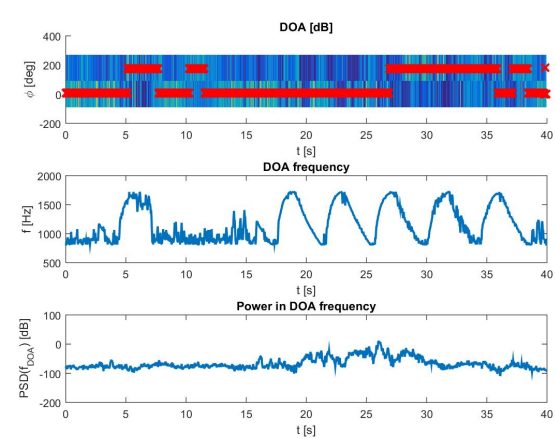 DOA [dB]
400
200
0
-200
ϕ [deg]
0 5 10 15 20 25 30 35 40
t [s]
DOA frequency
2000
1500
1000
500
f [Hz]
0 5 10 15 20 25 30 35 40
t [s]
Power in DOA frequency
100
0
-100
-200
PSD(f_DOA) [dB]
0 5 10 15 20 25 30 35 40
t [s]